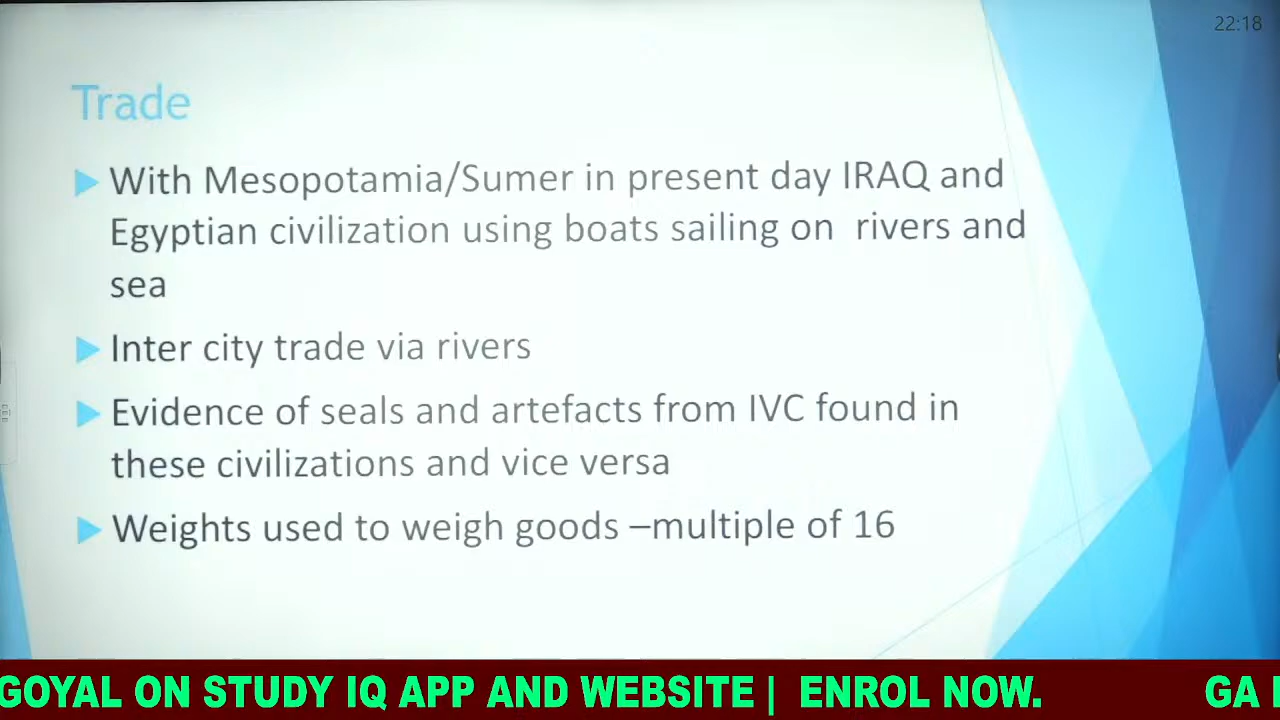 22:18
Trade
With Mesopotamia/Sumer in present day IRAQ and
Egyptian civilization using boats sailing on rivers and
sea
Inter city trade via rivers
Evidence of seals and artefacts from IVC found in
these civilizations and vice versa
Weights used to weigh goods –multiple of 16
GOYAL ON STUDY IQ APP AND WEBSITE | ENROL NOW. GA